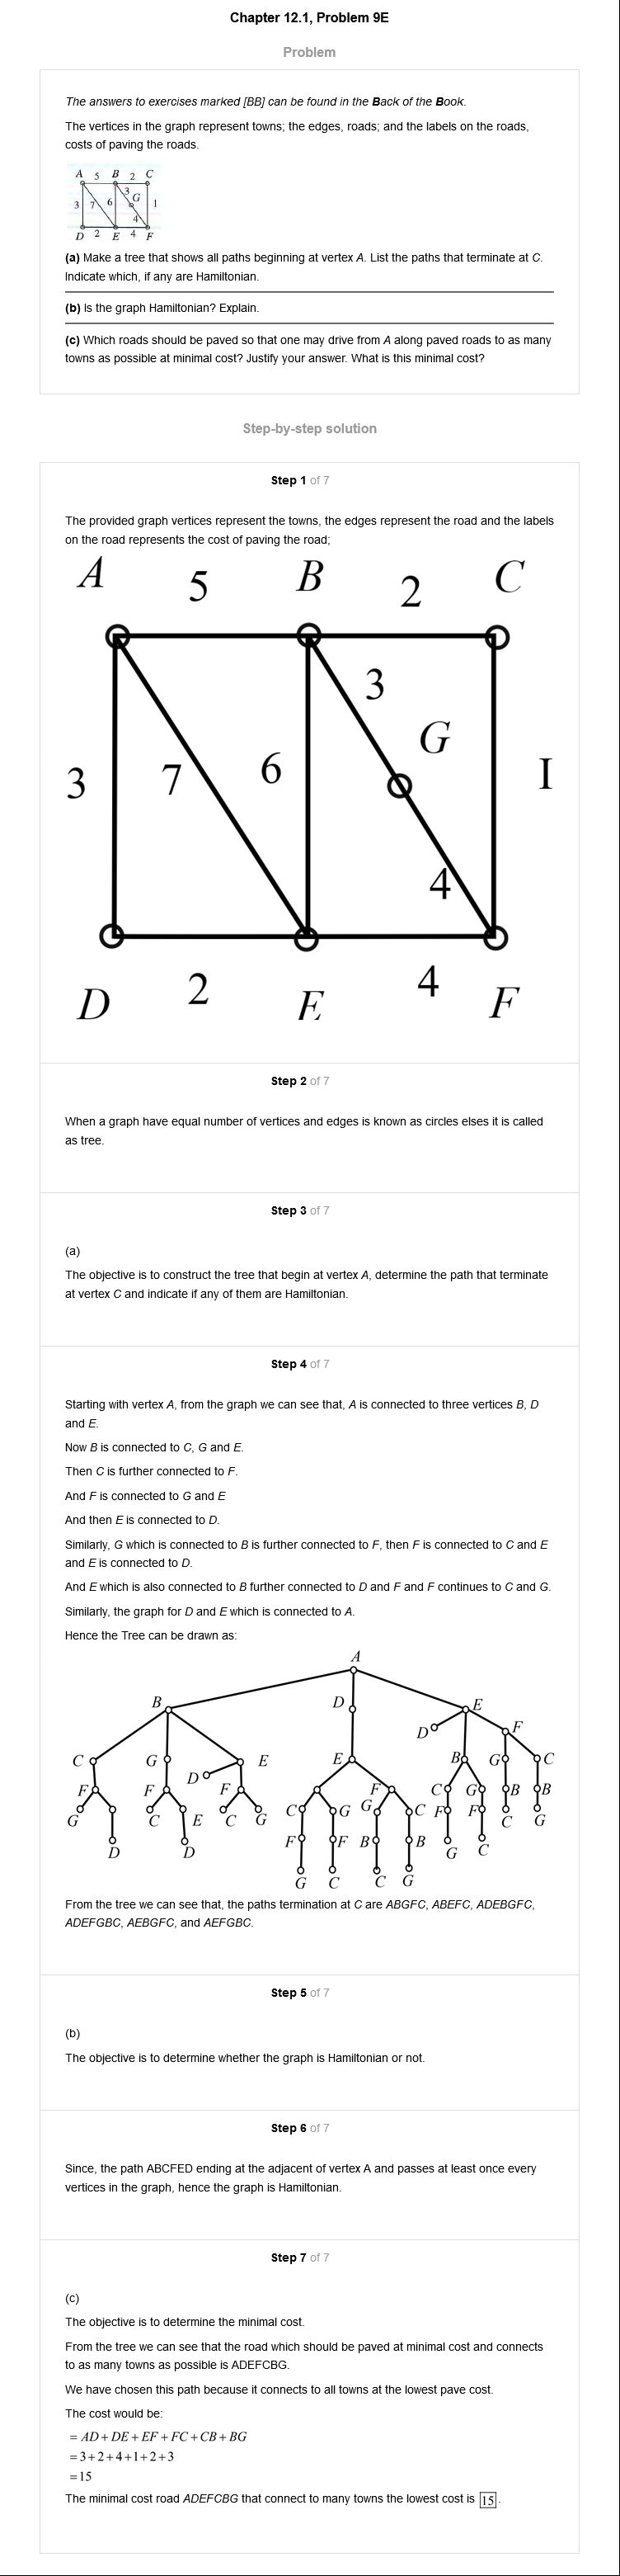 Chapter 12.1, Problem 9E
Problem
The answers to exercises marked [BB] can be found in the Back of the Book.
The vertices in the graph represent towns; the edges, roads; and the labels on the roads,
costs of paving the roads.
A 5 B 2 C
3 7 6 3 G 1
4
D 2 E 4 F
(a) Make a tree that shows all paths beginning at vertex A. List the paths that terminate at C.
Indicate which, if any are Hamiltonian.
(b) Is the graph Hamiltonian? Explain.
(c) Which roads should be paved so that one may drive from A along paved roads to as many
towns as possible at minimal cost? Justify your answer. What is this minimal cost?
Step-by-step solution
Step 1 of 7
The provided graph vertices represent the towns, the edges represent the road and the labels
on the road represents the cost of paving the road;
A 5 B 2 C
3
G
3 7 6 I
4
D 2 E 4 F
Step 2 of 7
When a graph have equal number of vertices and edges is known as circles elses it is called
as tree.
Step 3 of 7
(a)
The objective is to construct the tree that begin at vertex A, determine the path that terminate
at vertex C and indicate if any of them are Hamiltonian.
Step 4 of 7
Starting with vertex A, from the graph we can see that, A is connected to three vertices B, D
and E.
Now B is connected to C, G and E.
Then C is further connected to F.
And F is connected to G and E
And then E is connected to D.
Similarly, G which is connected to B is further connected to F, then F is connected to C and E
and E is connected to D.
And E which is also connected to B further connected to D and F and F continues to C and G.
Similarly, the graph for D and E which is connected to A.
Hence the Tree can be drawn as:
A
B D E
D F
C G E E B G C
D
F F F F C G B B
G C E C G C G G C F F C G
D D F F B B G C
G C C G
From the tree we can see that, the paths termination at C are ABGFC, ABEFC, ADEBGFC,
ADEFGBC, AEBGFC, and AEFGBC.
Step 5 of 7
(b)
The objective is to determine whether the graph is Hamiltonian or not.
Step 6 of 7
Since, the path ABCFED ending at the adjacent of vertex A and passes at least once every
vertices in the graph, hence the graph is Hamiltonian.
Step 7 of 7
(c)
The objective is to determine the minimal cost.
From the tree we can see that the road which should be paved at minimal cost and connects
to as many towns as possible is ADEFCBG.
We have chosen this path because it connects to all towns at the lowest pave cost.
The cost would be:
= AD + DE + EF + FC + CB + BG
= 3 + 2 + 4 + 1 + 2 + 3
= 15
The minimal cost road ADEFCBG that connect to many towns the lowest cost is 15.